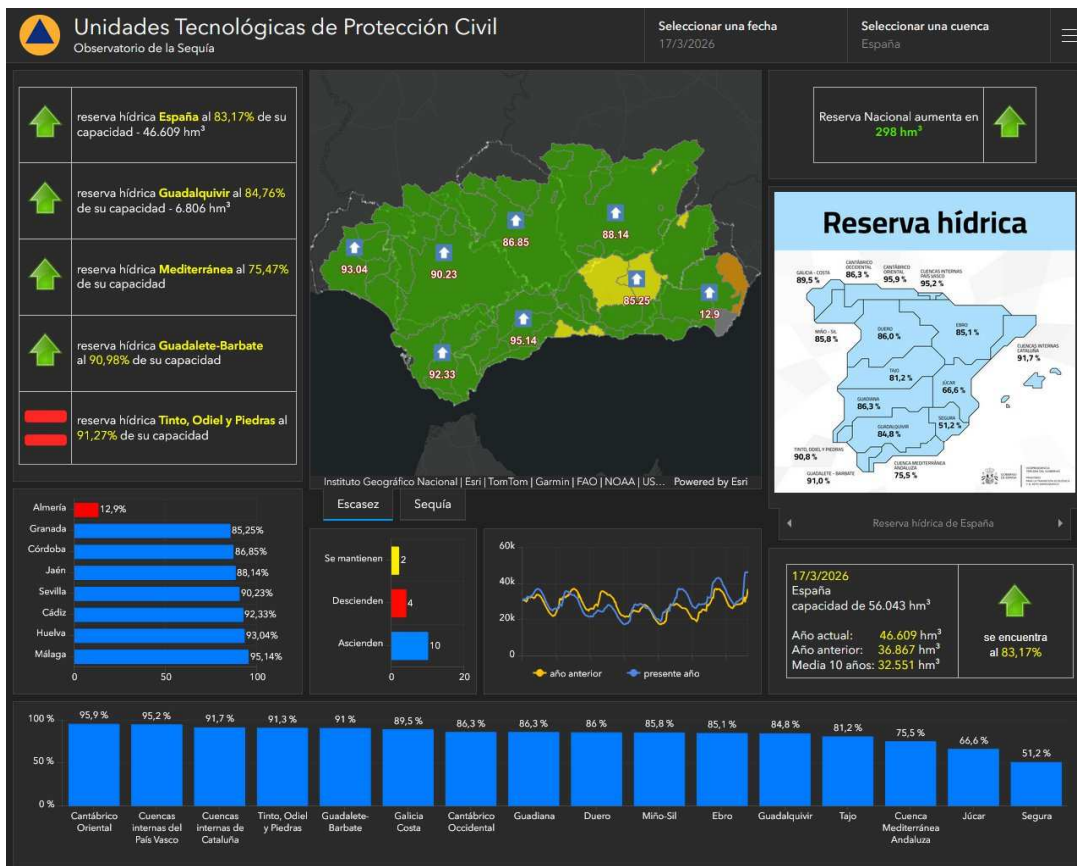 Unidades Tecnológicas de Protección Civil
Observatorio de la Sequía
Seleccionar una fecha
17/3/2026
Seleccionar una cuenca
España
reserva hídrica España al 83,17% de su
capacidad - 46.609 hm³
reserva hídrica Guadalquivir al 84,76%
de su capacidad - 6.806 hm³
reserva hídrica Mediterránea al 75,47%
de su capacidad
reserva hídrica Guadalete-Barbate
al 90,98% de su capacidad
reserva hídrica Tinto, Odiel y Piedras al
91,27% de su capacidad
93.04
90.23
86.85
88.14
85.25
12.9
95.14
92.33
Instituto Geográfico Nacional | Esri | TomTom | Garmin | FAO | NOAA | US... Powered by Esri
Escasez
Sequía
Reserva Nacional aumenta en
298 hm³
Reserva hídrica
GALICIA - COSTA
89,5 %
CANTÁBRICO
OCCIDENTAL
86,3 %
CANTÁBRICO
ORIENTAL
95,9 %
CUENCAS INTERNAS
PAÍS VASCO
95,2 %
MIÑO - SIL
85,8 %
DUERO
86,0 %
EBRO
85,1 %
CUENCAS INTERNAS
CATALUÑA
91,7 %
TAJO
81,2 %
JÚCAR
66,6 %
GUADIANA
86,3 %
GUADALQUIVIR
84,8 %
SEGURA
51,2 %
TINTO, ODIEL Y PIEDRAS
90,8 %
GUADALETE - BARBATE
91,0 %
CUENCA MEDITERRÁNEA
ANDALUZA
75,5 %
Reserva hídrica de España
Almería
12,9%
Granada
85,25%
Córdoba
86,85%
Jaén
88,14%
Sevilla
90,23%
Cádiz
92,33%
Huelva
93,04%
Málaga
95,14%
0
100
Se mantienen
2
Descienden
4
Ascienden
10
0
20
60k
40k
20k
0
año anterior
presente año
17/3/2026
España
capacidad de 56.043 hm³
Año actual: 46.609 hm³
Año anterior: 36.867 hm³
Media 10 años: 32.551 hm³
se encuentra
al 83,17%
100 %
50 %
0 %
95,9 %
95,2 %
91,7 %
91,3 %
91 %
89,5 %
86,3 %
86,3 %
86 %
85,8 %
85,1 %
84,8 %
81,2 %
75,5 %
66,6 %
51,2 %
Cantábrico
Oriental
Cuencas
internas del
País Vasco
Cuencas
internas de
Cataluña
Tinto, Odiel
y Piedras
Guadalete-
Barbate
Galicia
Costa
Cantábrico
Occidental
Guadiana
Duero
Miño-Sil
Ebro
Guadalquivir
Tajo
Cuenca
Mediterránea
Andaluza
Júcar
Segura